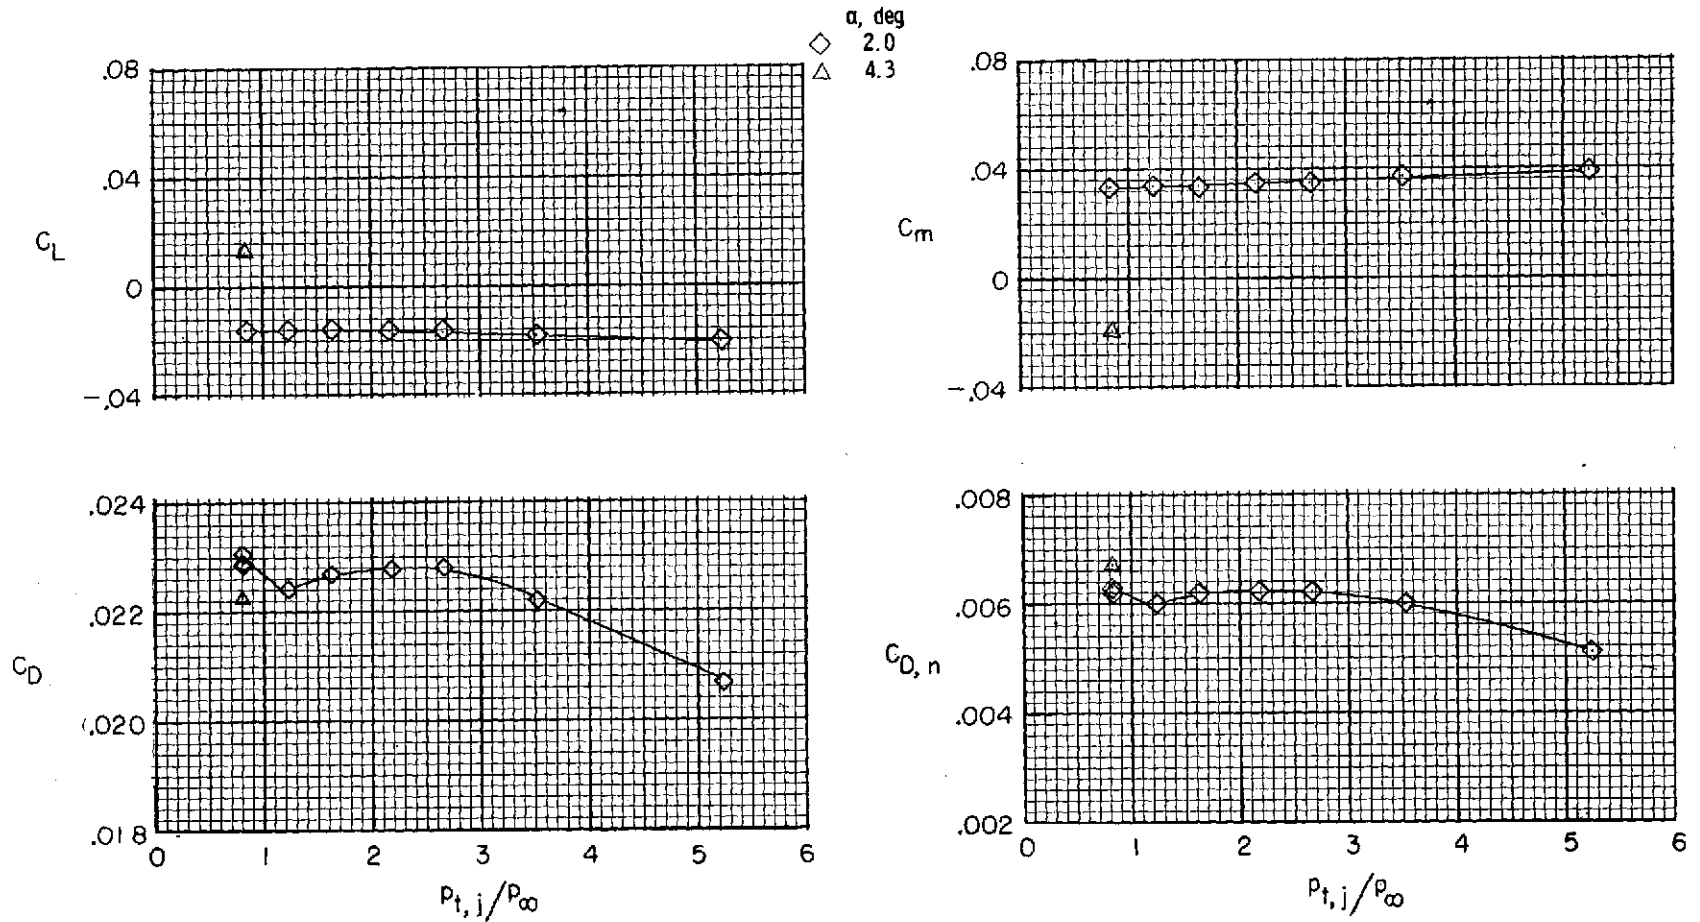 α, deg
◇ 2.0
△ 4.3
.08
.04
0
-.04
C_L
.08
.04
0
-.04
C_m
.024
.022
.020
.018
C_D
0 1 2 3 4 5 6
p_t,j/p_∞
.008
.006
.004
.002
C_D,n
0 1 2 3 4 5 6
p_t,j/p_∞